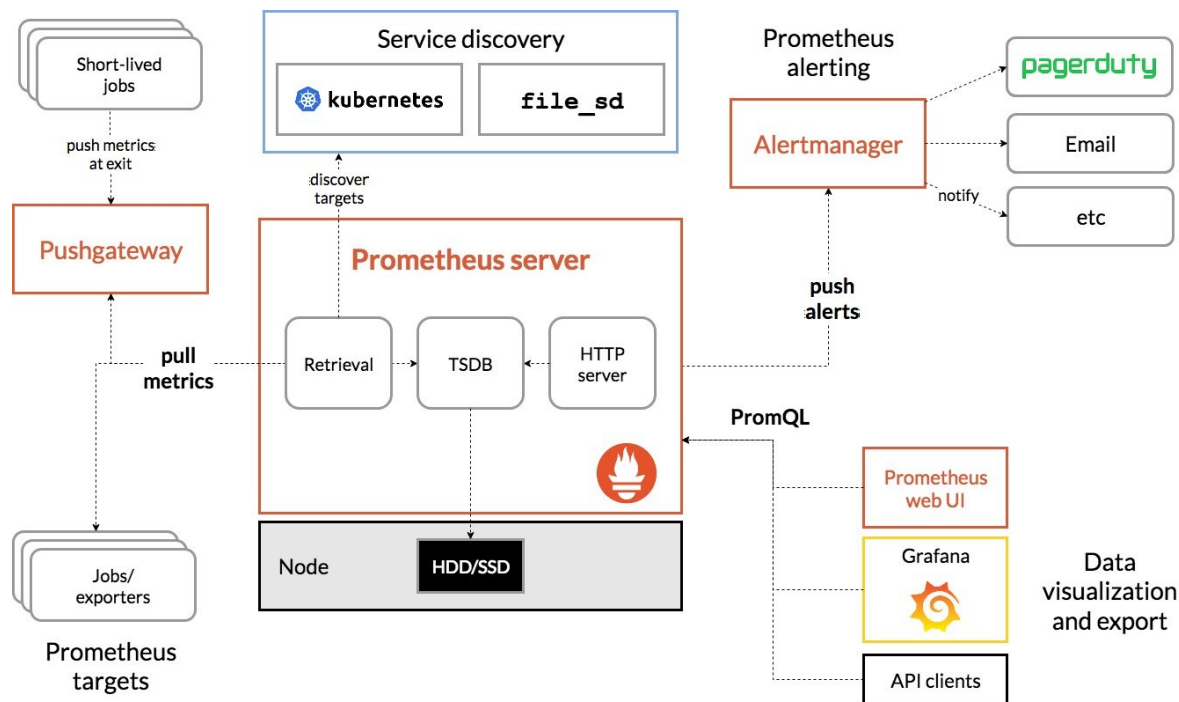 Short-lived
jobs
push metrics
at exit
Pushgateway
pull
metrics
Jobs/
exporters
Prometheus
targets
Service discovery
kubernetes
file_sd
discover
targets
Prometheus server
Retrieval
TSDB
HTTP
server
Node
HDD/SSD
Prometheus
alerting
Alertmanager
pagerduty
Email
notify
etc
push
alerts
PromQL
Prometheus
web UI
Grafana
API clients
Data
visualization
and export